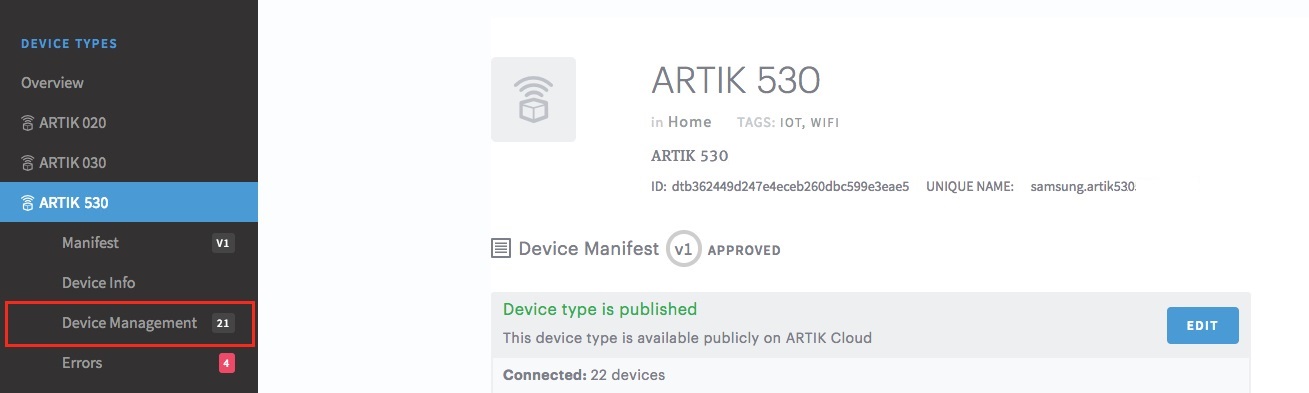 DEVICE TYPES
Overview
ARTIK 020
ARTIK 030
ARTIK 530
Manifest V1
Device Info
Device Management 21
Errors 4
ARTIK 530
in Home TAGS: IOT, WIFI
ARTIK 530
ID: dtb362449d247e4eceb260dbc599e3eae5 UNIQUE NAME: samsung.artik530
Device Manifest v1 APPROVED
Device type is published
This device type is available publicly on ARTIK Cloud
EDIT
Connected: 22 devices